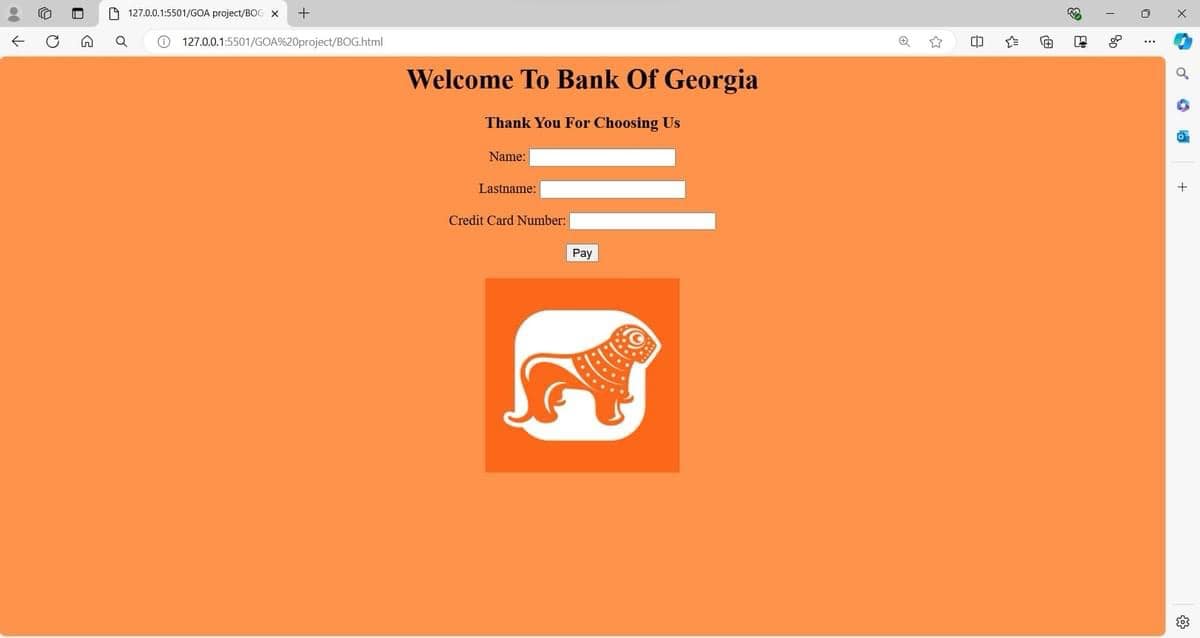 127.0.0.1:5501/GOA project/BOG
127.0.0.1:5501/GOA%20project/BOG.html
Welcome To Bank Of Georgia
Thank You For Choosing Us
Name:
Lastname:
Credit Card Number:
Pay